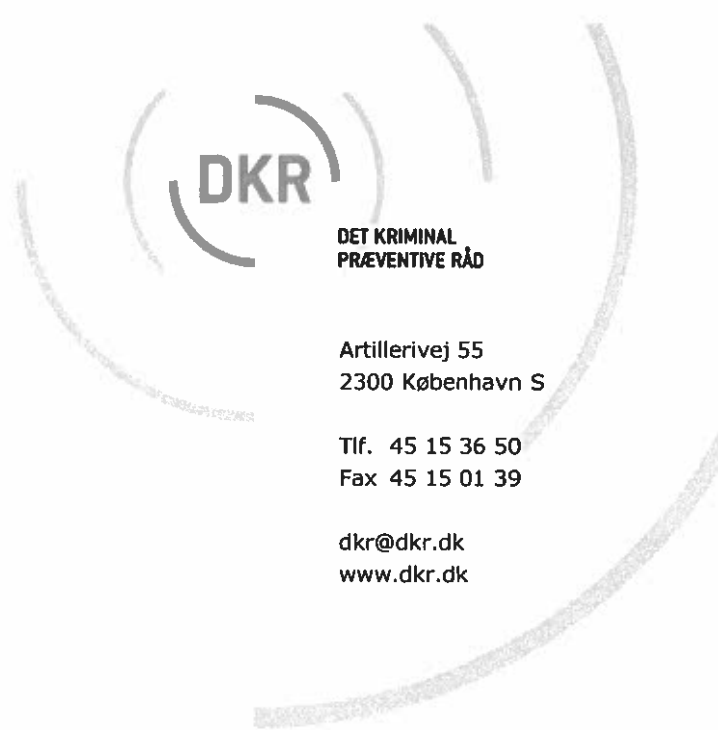 DKR
DET KRIMINAL
PRÆVENTIVE RÅD
Artillerivej 55
2300 København S
Tlf. 45 15 36 50
Fax 45 15 01 39
dkr@dkr.dk
www.dkr.dk